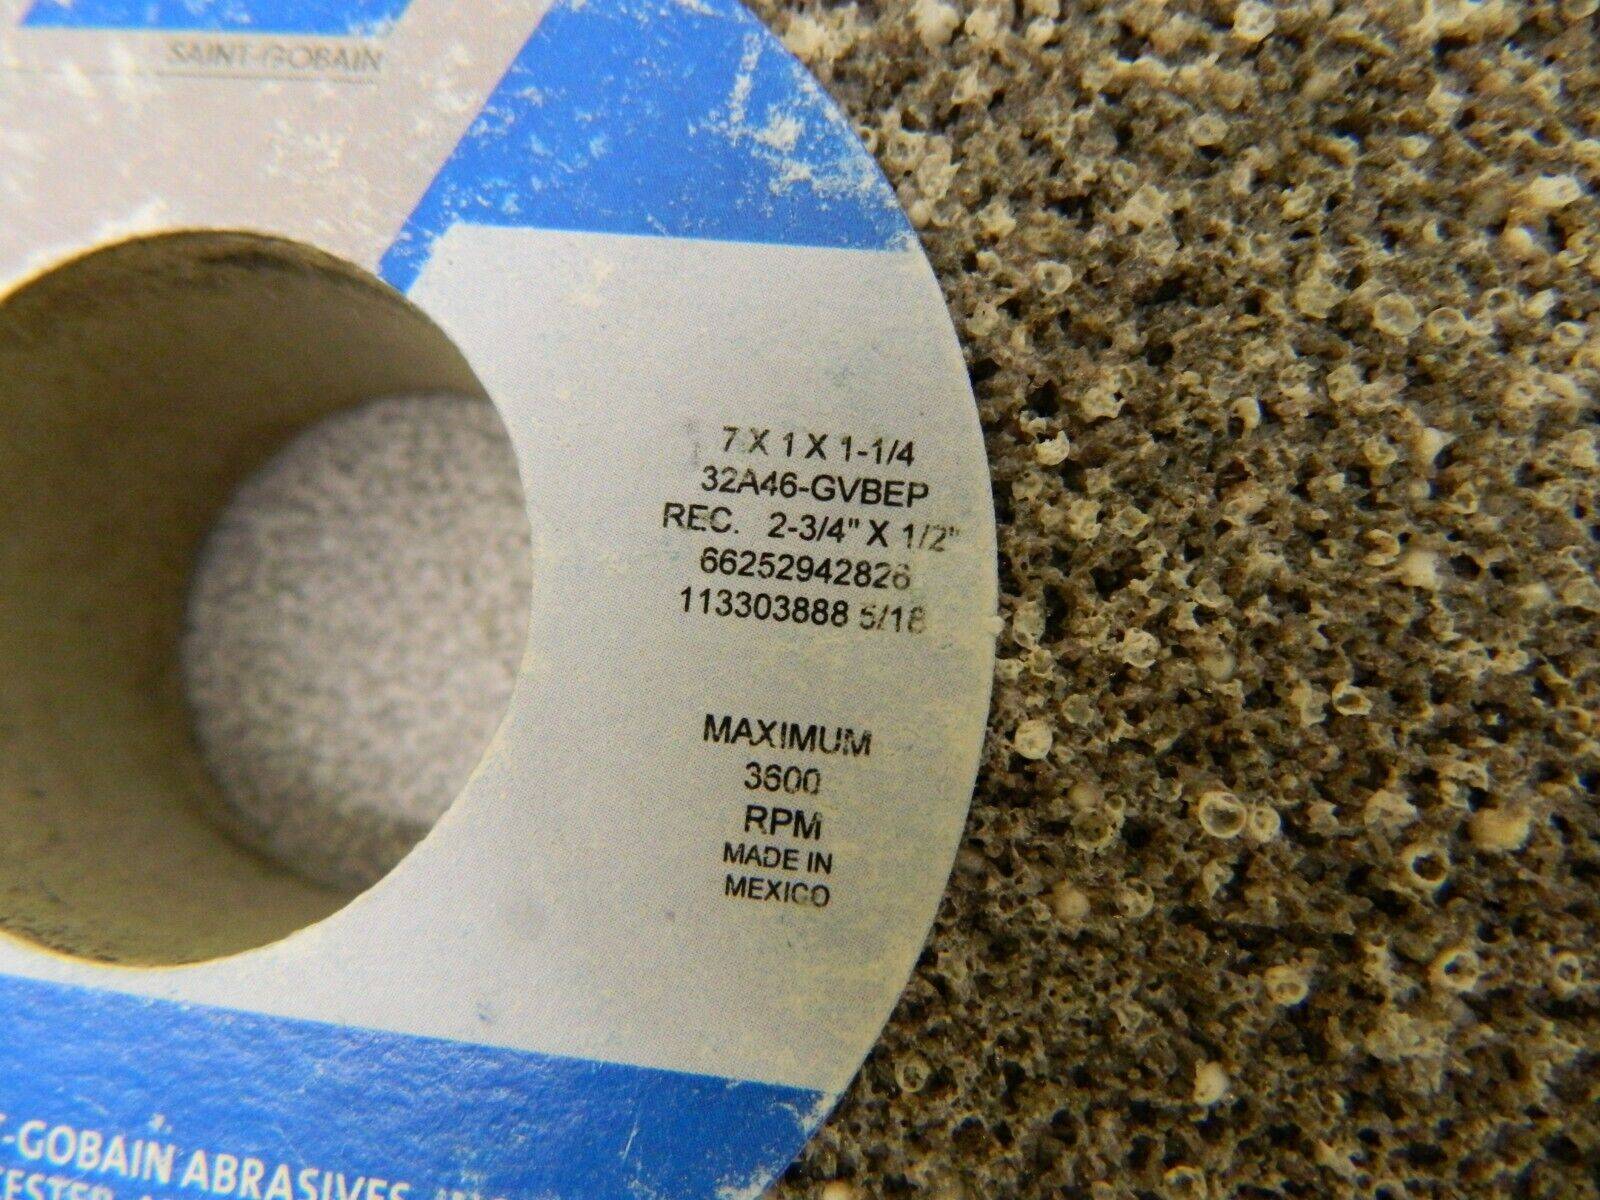 SAINT-GOBAIN
7 X 1 X 1-1/4
32A46-GVBEP
REC. 2-3/4" X 1/2"
66252942826
113303888 5/18
MAXIMUM
3600
RPM
MADE IN
MEXICO
-GOBAIN ABRASIVES,